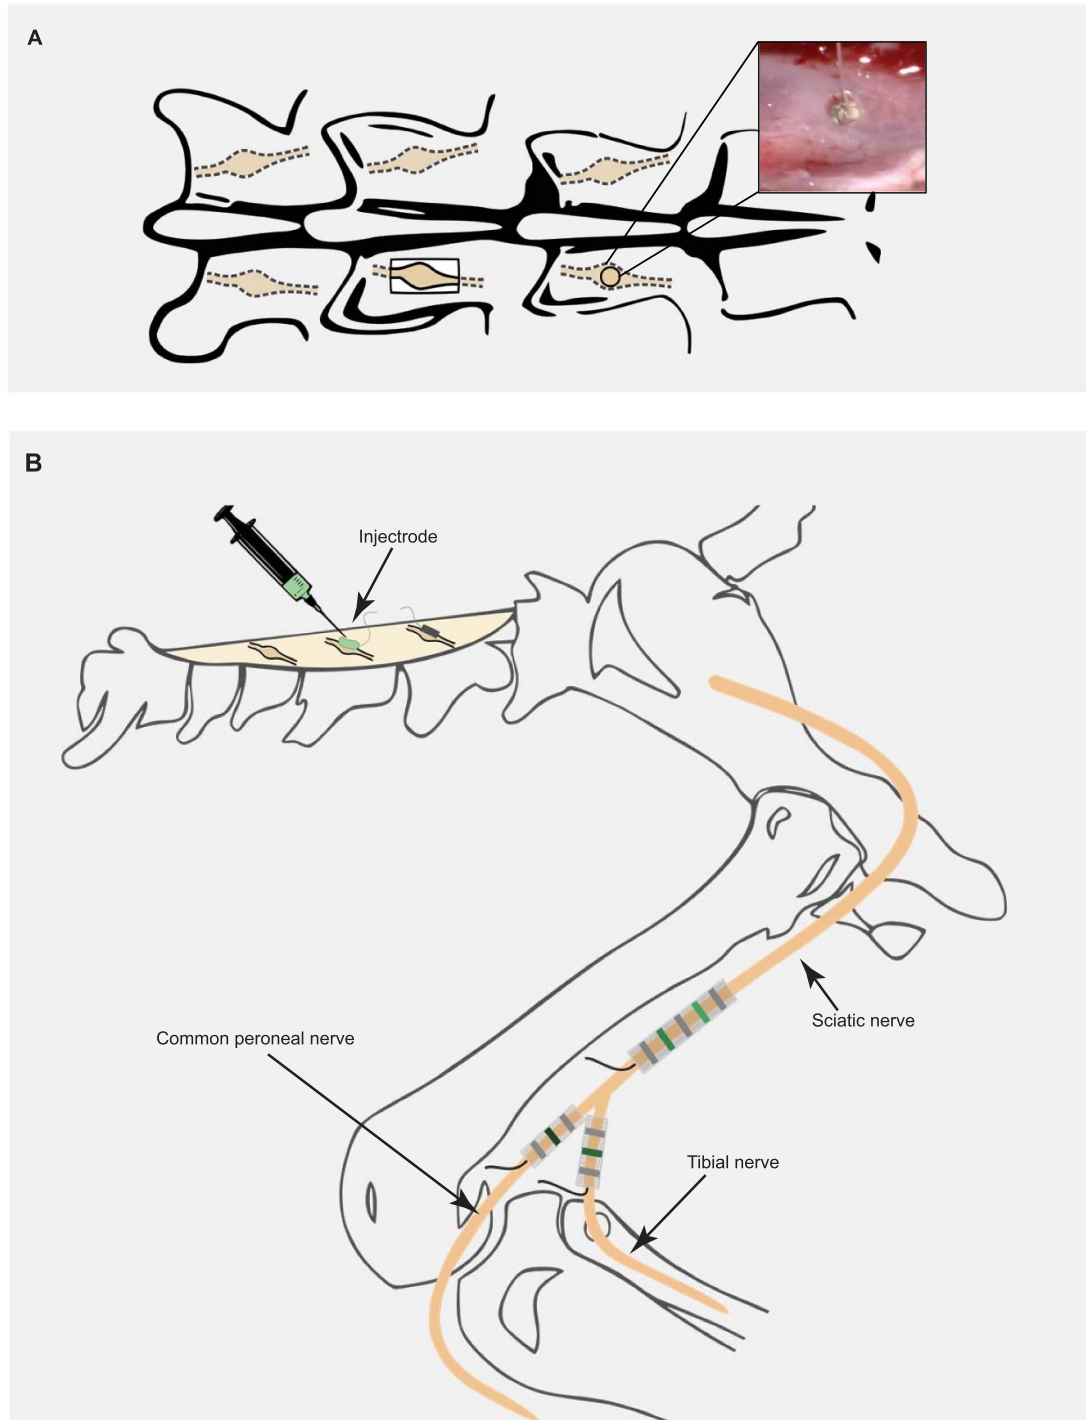 A
B
Injectrode
Sciatic nerve
Common peroneal nerve
Tibial nerve